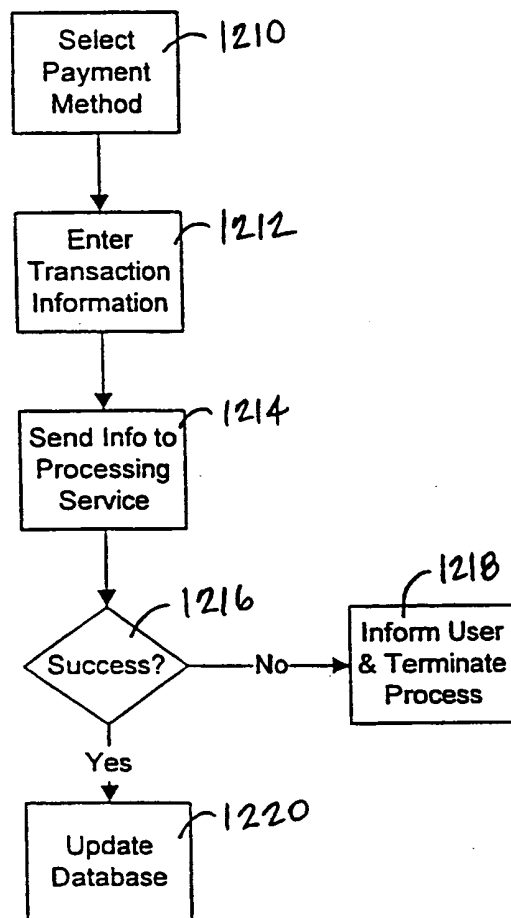 Select
Payment
Method
1210
Enter
Transaction
Information
1212
Send Info to
Processing
Service
1214
Success?
1216
No
Inform User
& Terminate
Process
1218
Yes
Update
Database
1220